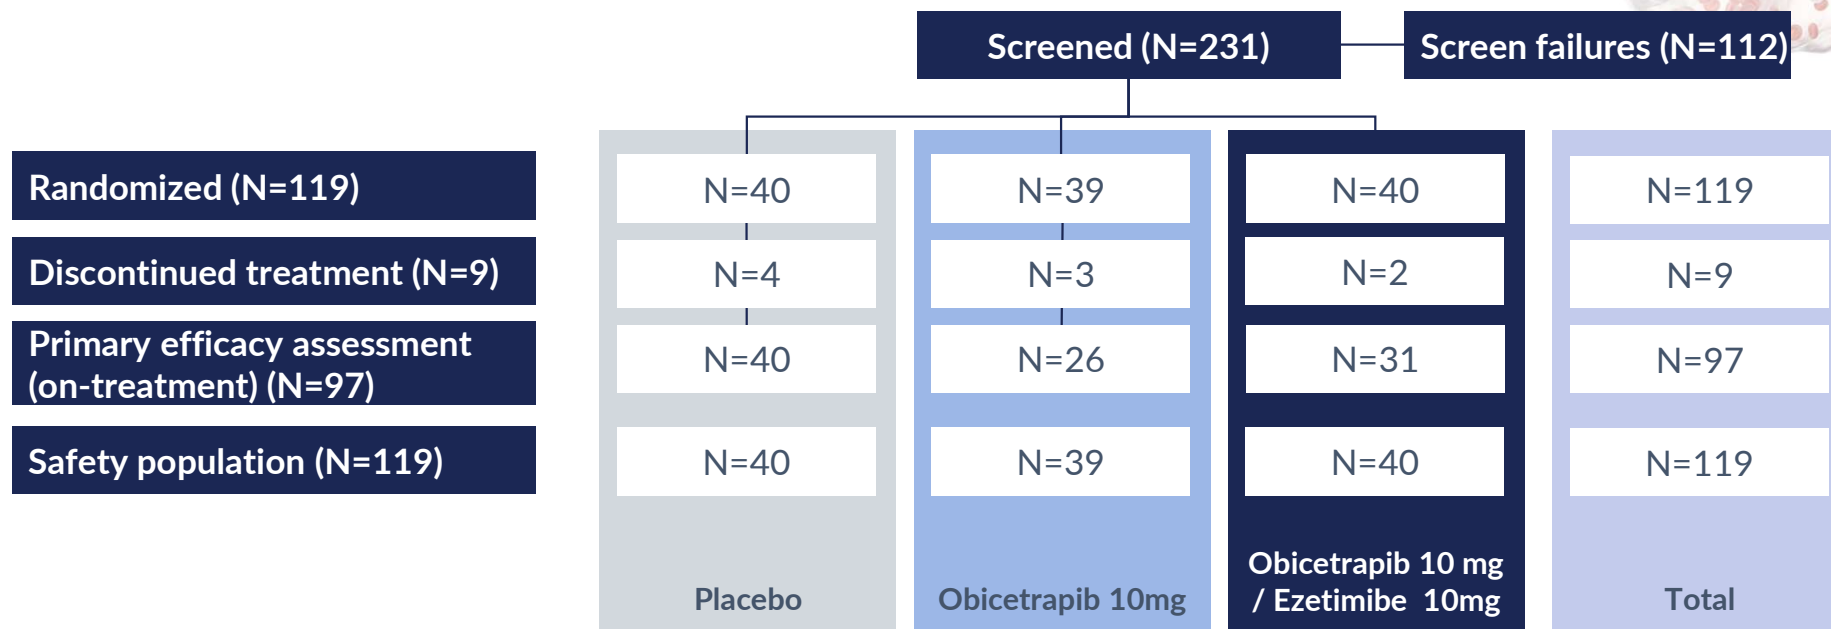 Screened (N=231)
Screen failures (N=112)
Randomized (N=119)
N=40
N=39
N=40
N=119
Discontinued treatment (N=9)
N=4
N=3
N=2
N=9
Primary efficacy assessment
(on-treatment) (N=97)
N=40
N=26
N=31
N=97
Safety population (N=119)
N=40
N=39
N=40
N=119
Placebo
Obicetrapib 10mg
Obicetrapib 10 mg
/ Ezetimibe 10mg
Total